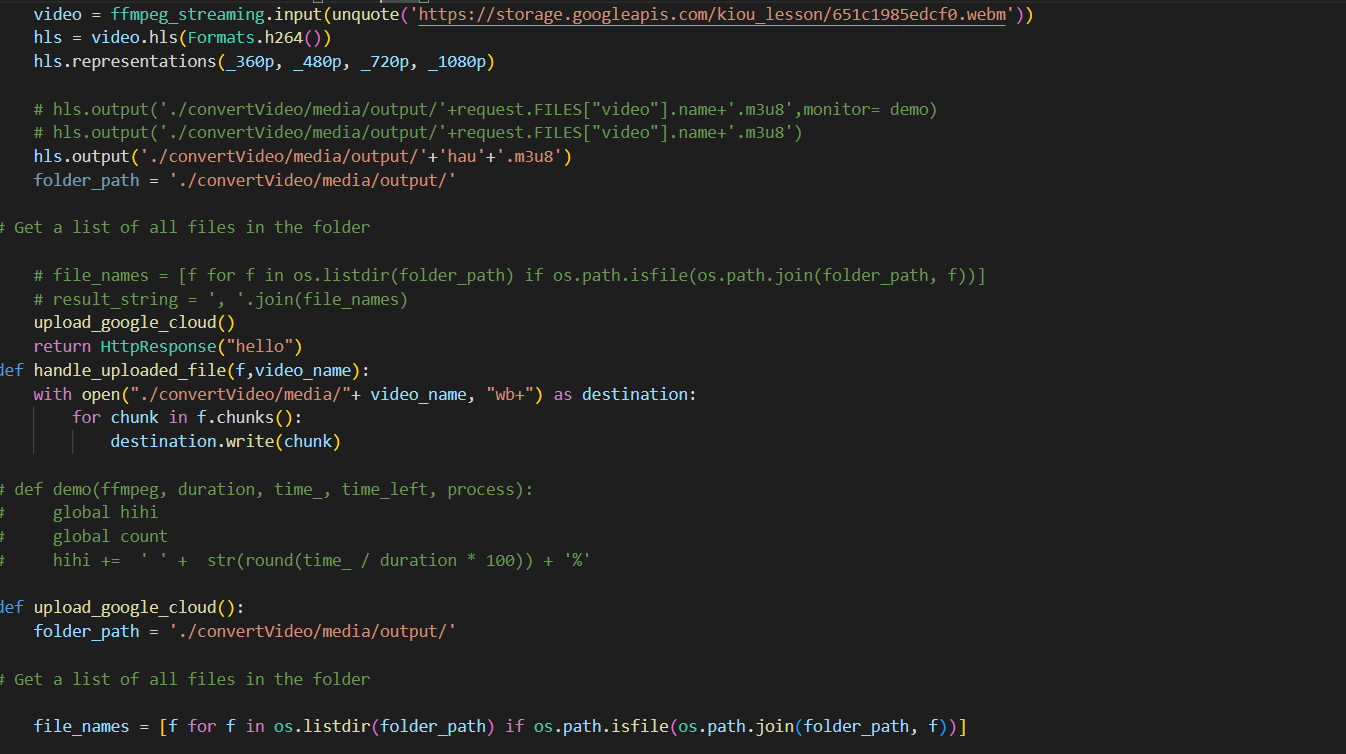 video = ffmpeg_streaming.input(unquote('https://storage.googleapis.com/kiou_lesson/651c1985edcf0.webm'))
hls = video.hls(Formats.h264())
hls.representations(_360p, _480p, _720p, _1080p)
# hls.output('./convertVideo/media/output/'+request.FILES["video"].name+'.m3u8',monitor= demo)
# hls.output('./convertVideo/media/output/'+request.FILES["video"].name+'.m3u8')
hls.output('./convertVideo/media/output/'+'hau'+'.m3u8')
folder_path = './convertVideo/media/output/'
# Get a list of all files in the folder
# file_names = [f for f in os.listdir(folder_path) if os.path.isfile(os.path.join(folder_path, f))]
# result_string = ', '.join(file_names)
upload_google_cloud()
return HttpResponse("hello")
def handle_uploaded_file(f,video_name):
with open("./convertVideo/media/"+ video_name, "wb+") as destination:
for chunk in f.chunks():
destination.write(chunk)
# def demo(ffmpeg, duration, time_, time_left, process):
#     global hihi
#     global count
#     hihi +=  ' ' +  str(round(time_ / duration * 100)) + '%'
def upload_google_cloud():
folder_path = './convertVideo/media/output/'
# Get a list of all files in the folder
file_names = [f for f in os.listdir(folder_path) if os.path.isfile(os.path.join(folder_path, f))]